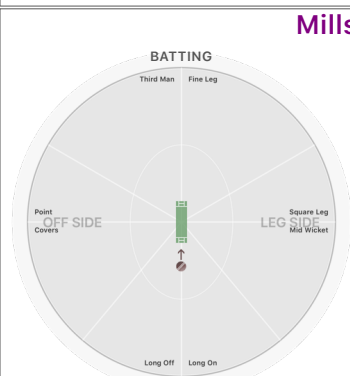 Mills
BATTING
Third Man Fine Leg
Point Square Leg
OFF SIDE LEG SIDE
Covers Mid Wicket
Long Off Long On